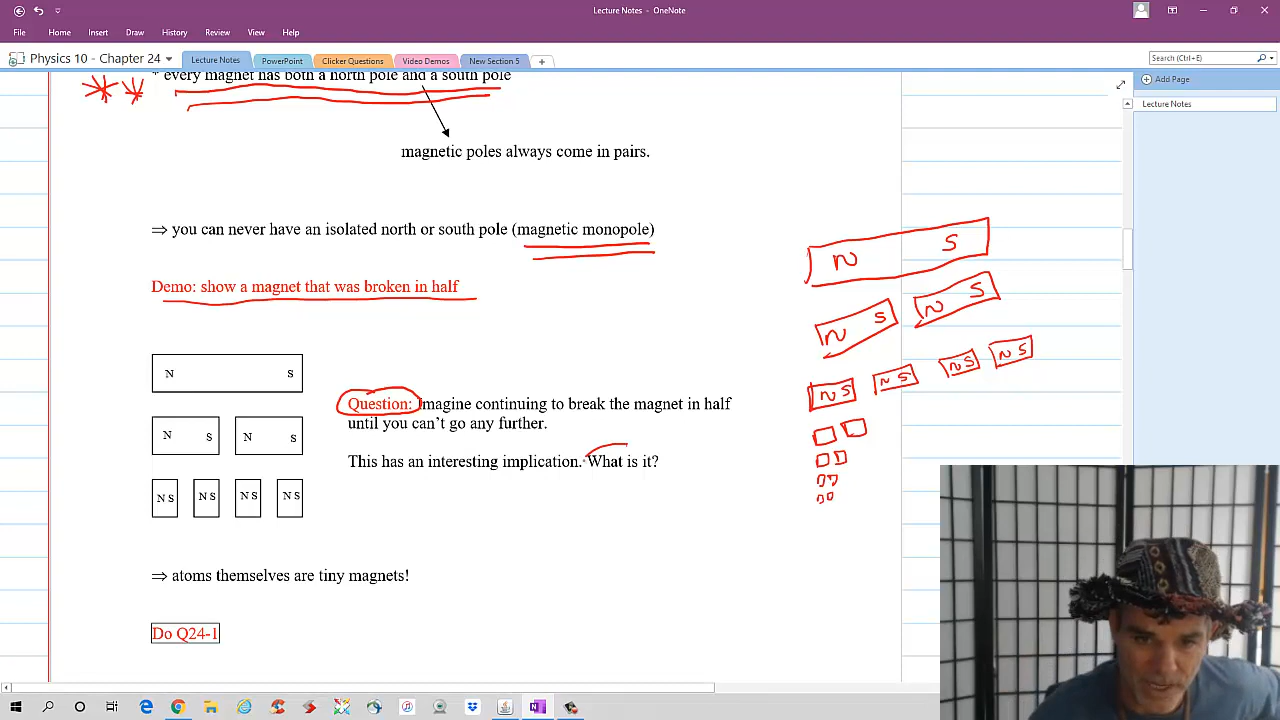 Lecture Notes - OneNote
File Home Insert Draw History Review View Help
Physics 10 - Chapter 24 Lecture Notes PowerPoint Clicker Questions Video Demos New Section 5 Search (Ctrl+E)
Add Page
Lecture Notes
* every magnet has both a north pole and a south pole
magnetic poles always come in pairs.
⇒ you can never have an isolated north or south pole (magnetic monopole)
Demo: show a magnet that was broken in half
N S
N S N S
N S N S N S N S
Question: Imagine continuing to break the magnet in half
until you can't go any further.
This has an interesting implication. What is it?
N S
N S N S
N S N S N S N S
⇒ atoms themselves are tiny magnets!
Do Q24-1